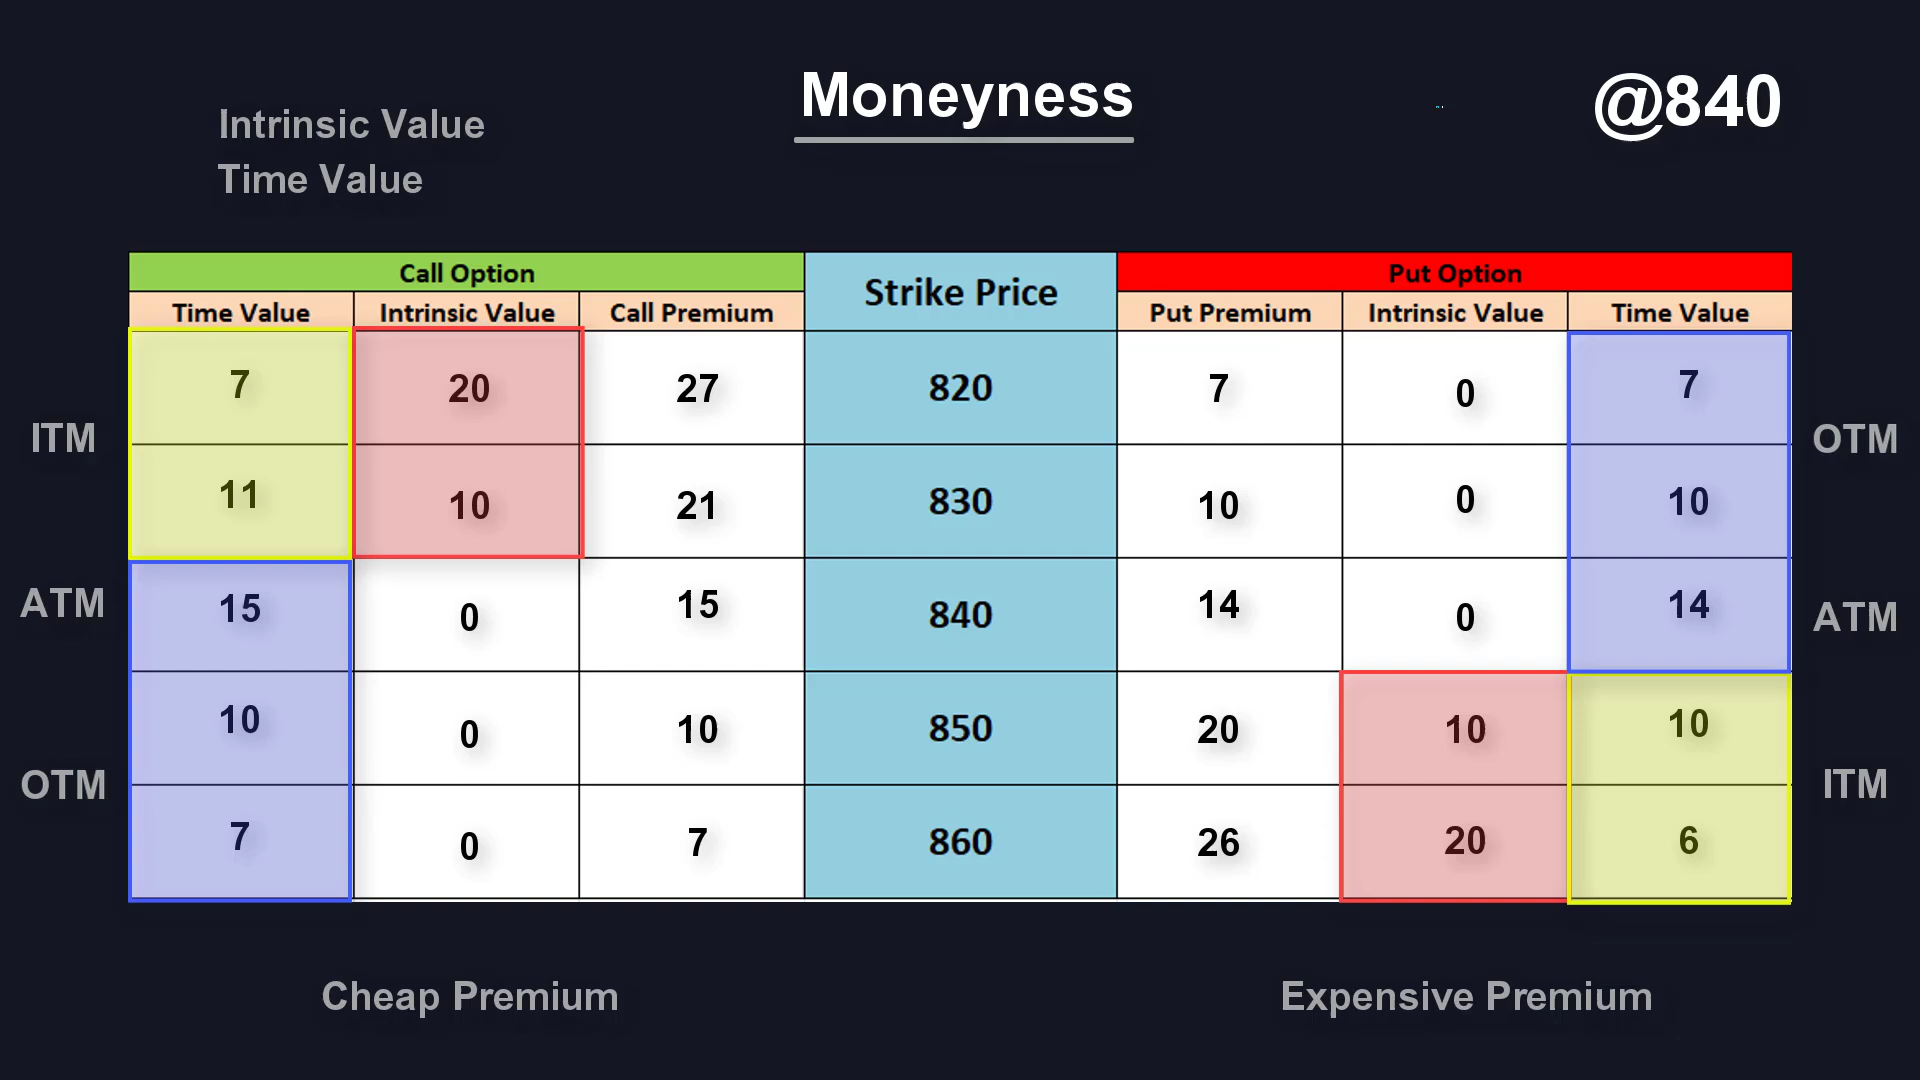 Moneyness
@840
Intrinsic Value
Time Value
Call Option Strike Price Put Option
Time Value Intrinsic Value Call Premium Put Premium Intrinsic Value Time Value
7 20 27 820 7 0 7
ITM OTM
11 10 21 830 10 0 10
ATM 15 0 15 840 14 0 14 ATM
10 0 10 850 20 10 10
OTM ITM
7 0 7 860 26 20 6
Cheap Premium Expensive Premium